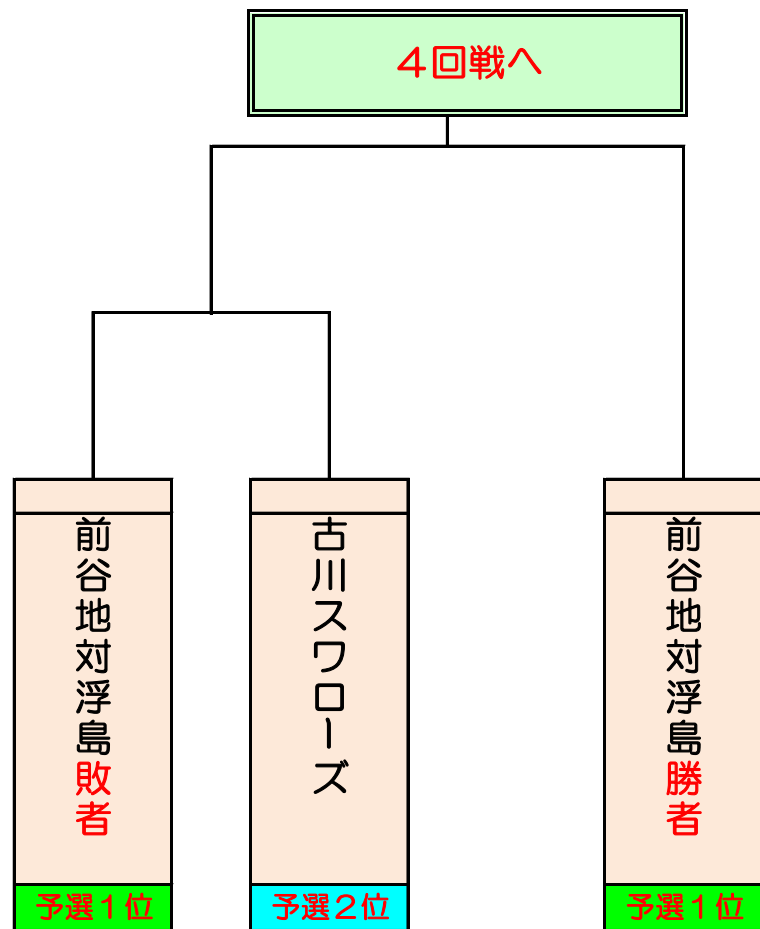 ４回戦へ
前谷地対浮島敗者
古川スワローズ
前谷地対浮島勝者
予選１位
予選２位
予選１位